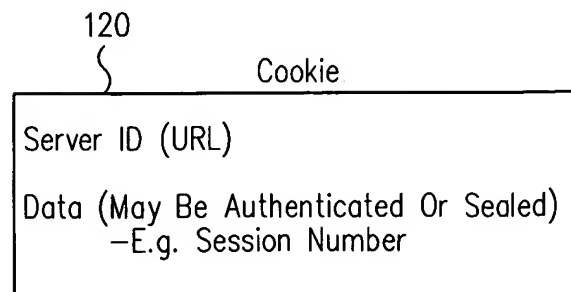 120
Cookie
Server ID (URL)
Data (May Be Authenticated Or Sealed)
-E.g. Session Number